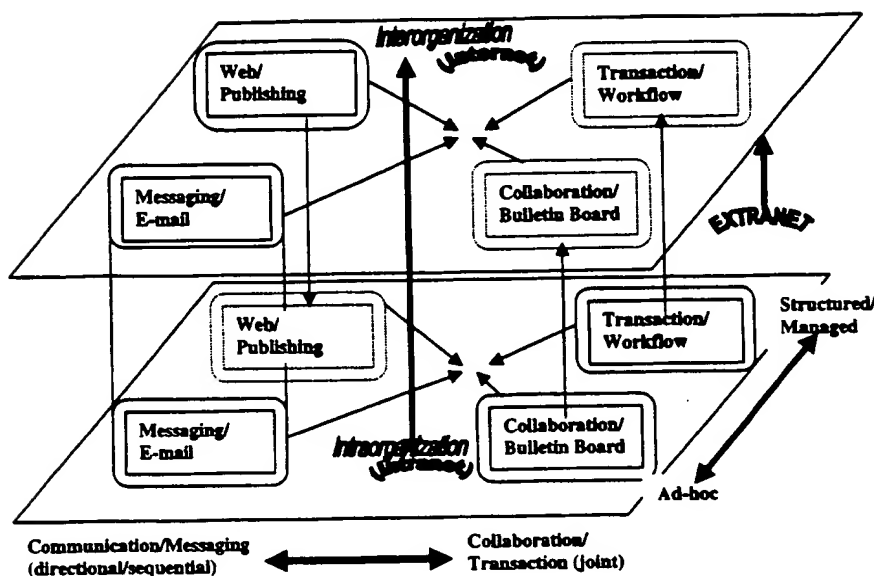 Interorganization
(Internet)
Web/
Publishing
Transaction/
Workflow
Messaging/
E-mail
Collaboration/
Bulletin Board
EXTRANET
Web/
Publishing
Transaction/
Workflow
Structured/
Managed
Messaging/
E-mail
Intraorganization
(Intranet)
Collaboration/
Bulletin Board
Ad-hoc
Communication/Messaging
(directional/sequential)
Collaboration/
Transaction (joint)